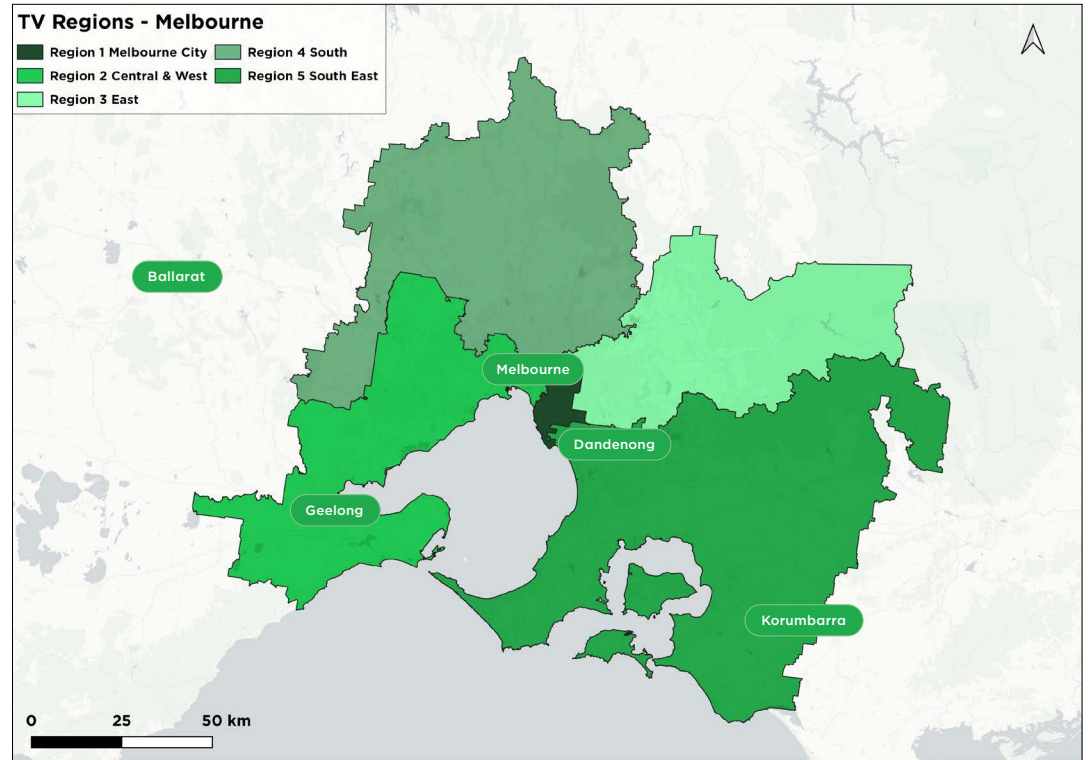 TV Regions - Melbourne
Region 1 Melbourne City
Region 4 South
Region 2 Central & West
Region 5 South East
Region 3 East
Ballarat
Melbourne
Dandenong
Geelong
Korumbarra
0 25 50 km